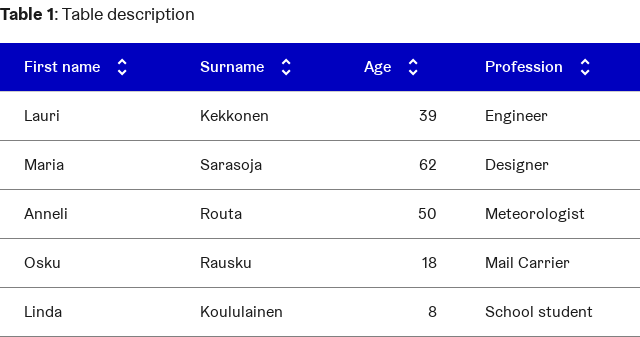 Table 1: Table description
First name Surname Age Profession
Lauri Kekkonen 39 Engineer
Maria Sarasoja 62 Designer
Anneli Routa 50 Meteorologist
Osku Rausku 18 Mail Carrier
Linda Koululainen 8 School student